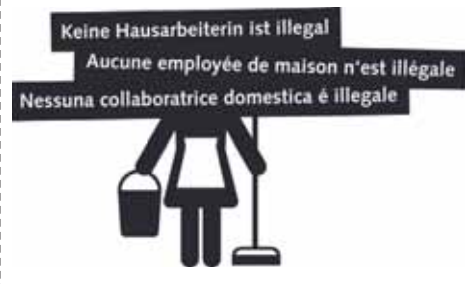 Keine Hausarbeiterin ist illegal
Aucune employée de maison n'est illégale
Nessuna collaboratrice domestica é illegale